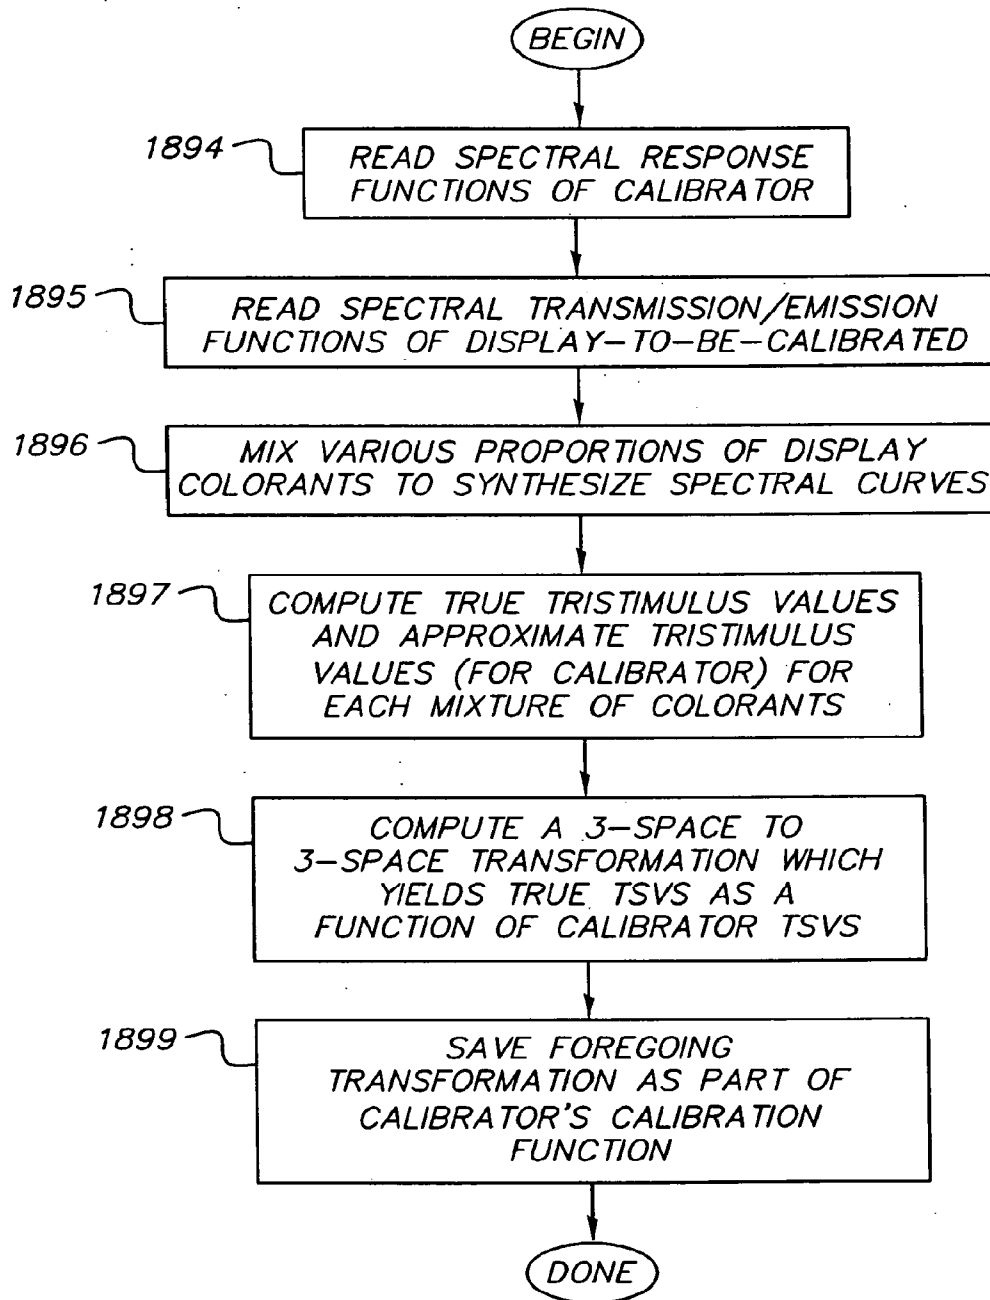 BEGIN
1894
READ SPECTRAL RESPONSE
FUNCTIONS OF CALIBRATOR
1895
READ SPECTRAL TRANSMISSION/EMISSION
FUNCTIONS OF DISPLAY-TO-BE-CALIBRATED
1896
MIX VARIOUS PROPORTIONS OF DISPLAY
COLORANTS TO SYNTHESIZE SPECTRAL CURVES
1897
COMPUTE TRUE TRISTIMULUS VALUES
AND APPROXIMATE TRISTIMULUS
VALUES (FOR CALIBRATOR) FOR
EACH MIXTURE OF COLORANTS
1898
COMPUTE A 3-SPACE TO
3-SPACE TRANSFORMATION WHICH
YIELDS TRUE TSVS AS A
FUNCTION OF CALIBRATOR TSVS
1899
SAVE FOREGOING
TRANSFORMATION AS PART OF
CALIBRATOR'S CALIBRATION
FUNCTION
DONE